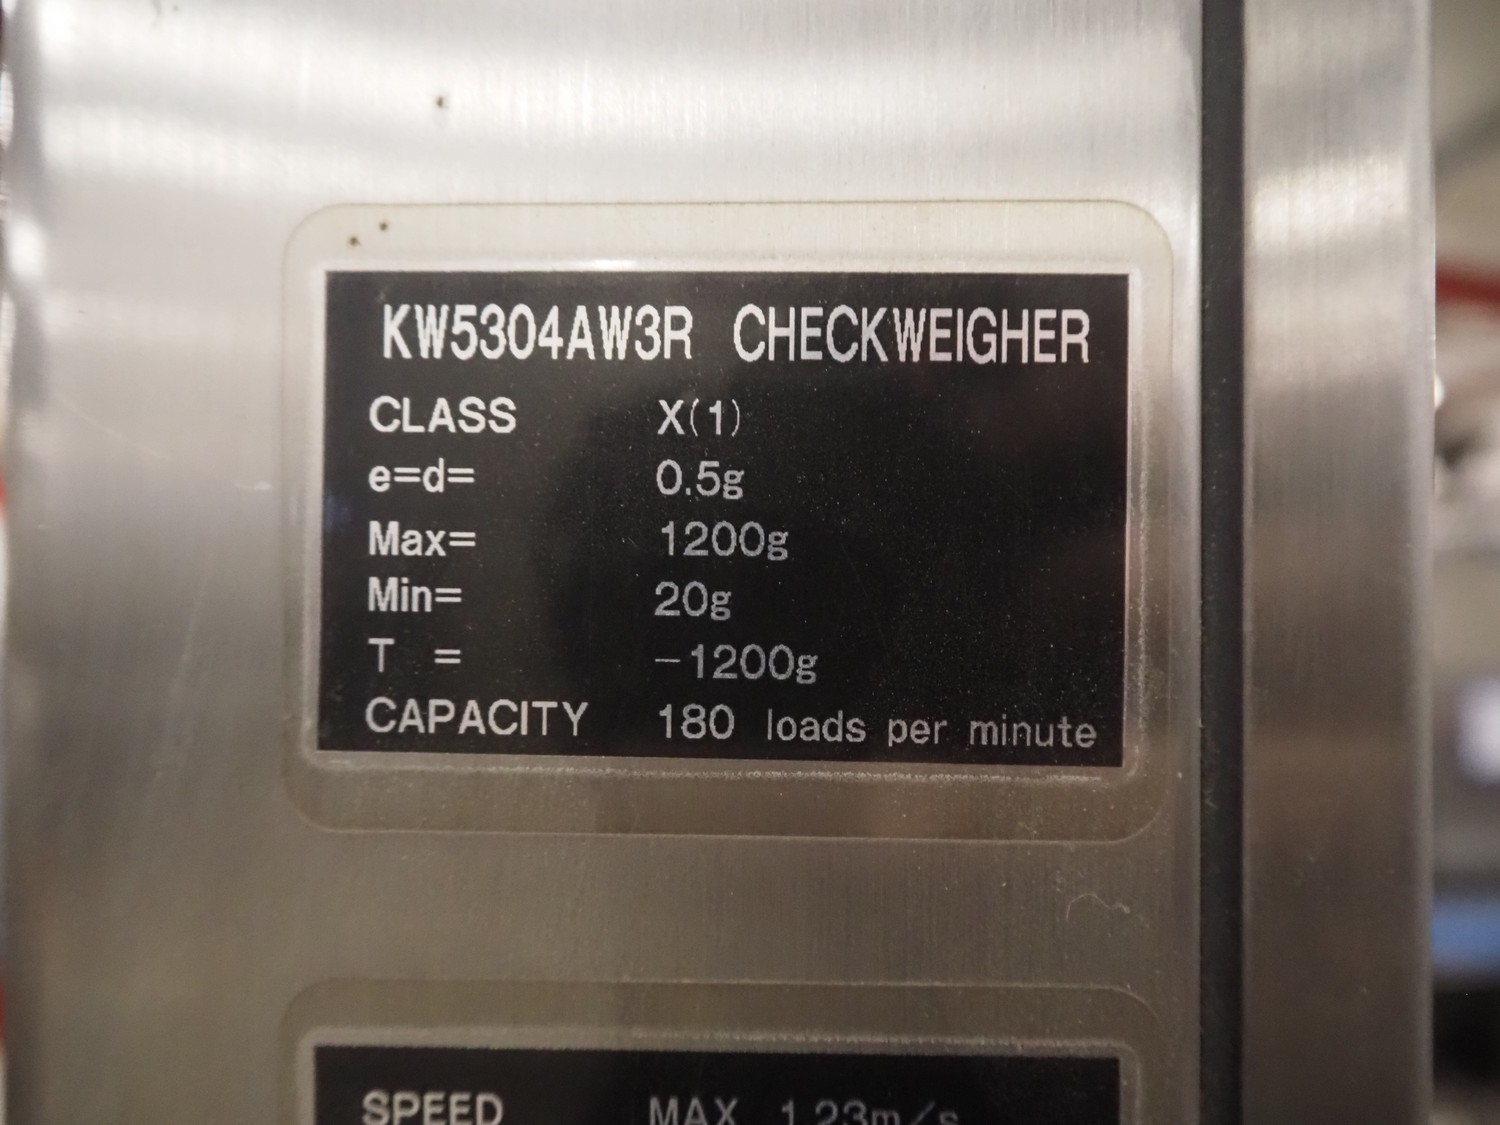 KW5304AW3R CHECKWEIGHER
CLASS X(1)
e=d= 0.5g
Max= 1200g
Min= 20g
T = -1200g
CAPACITY 180 loads per minute
SPEED MAX 1.23m/s